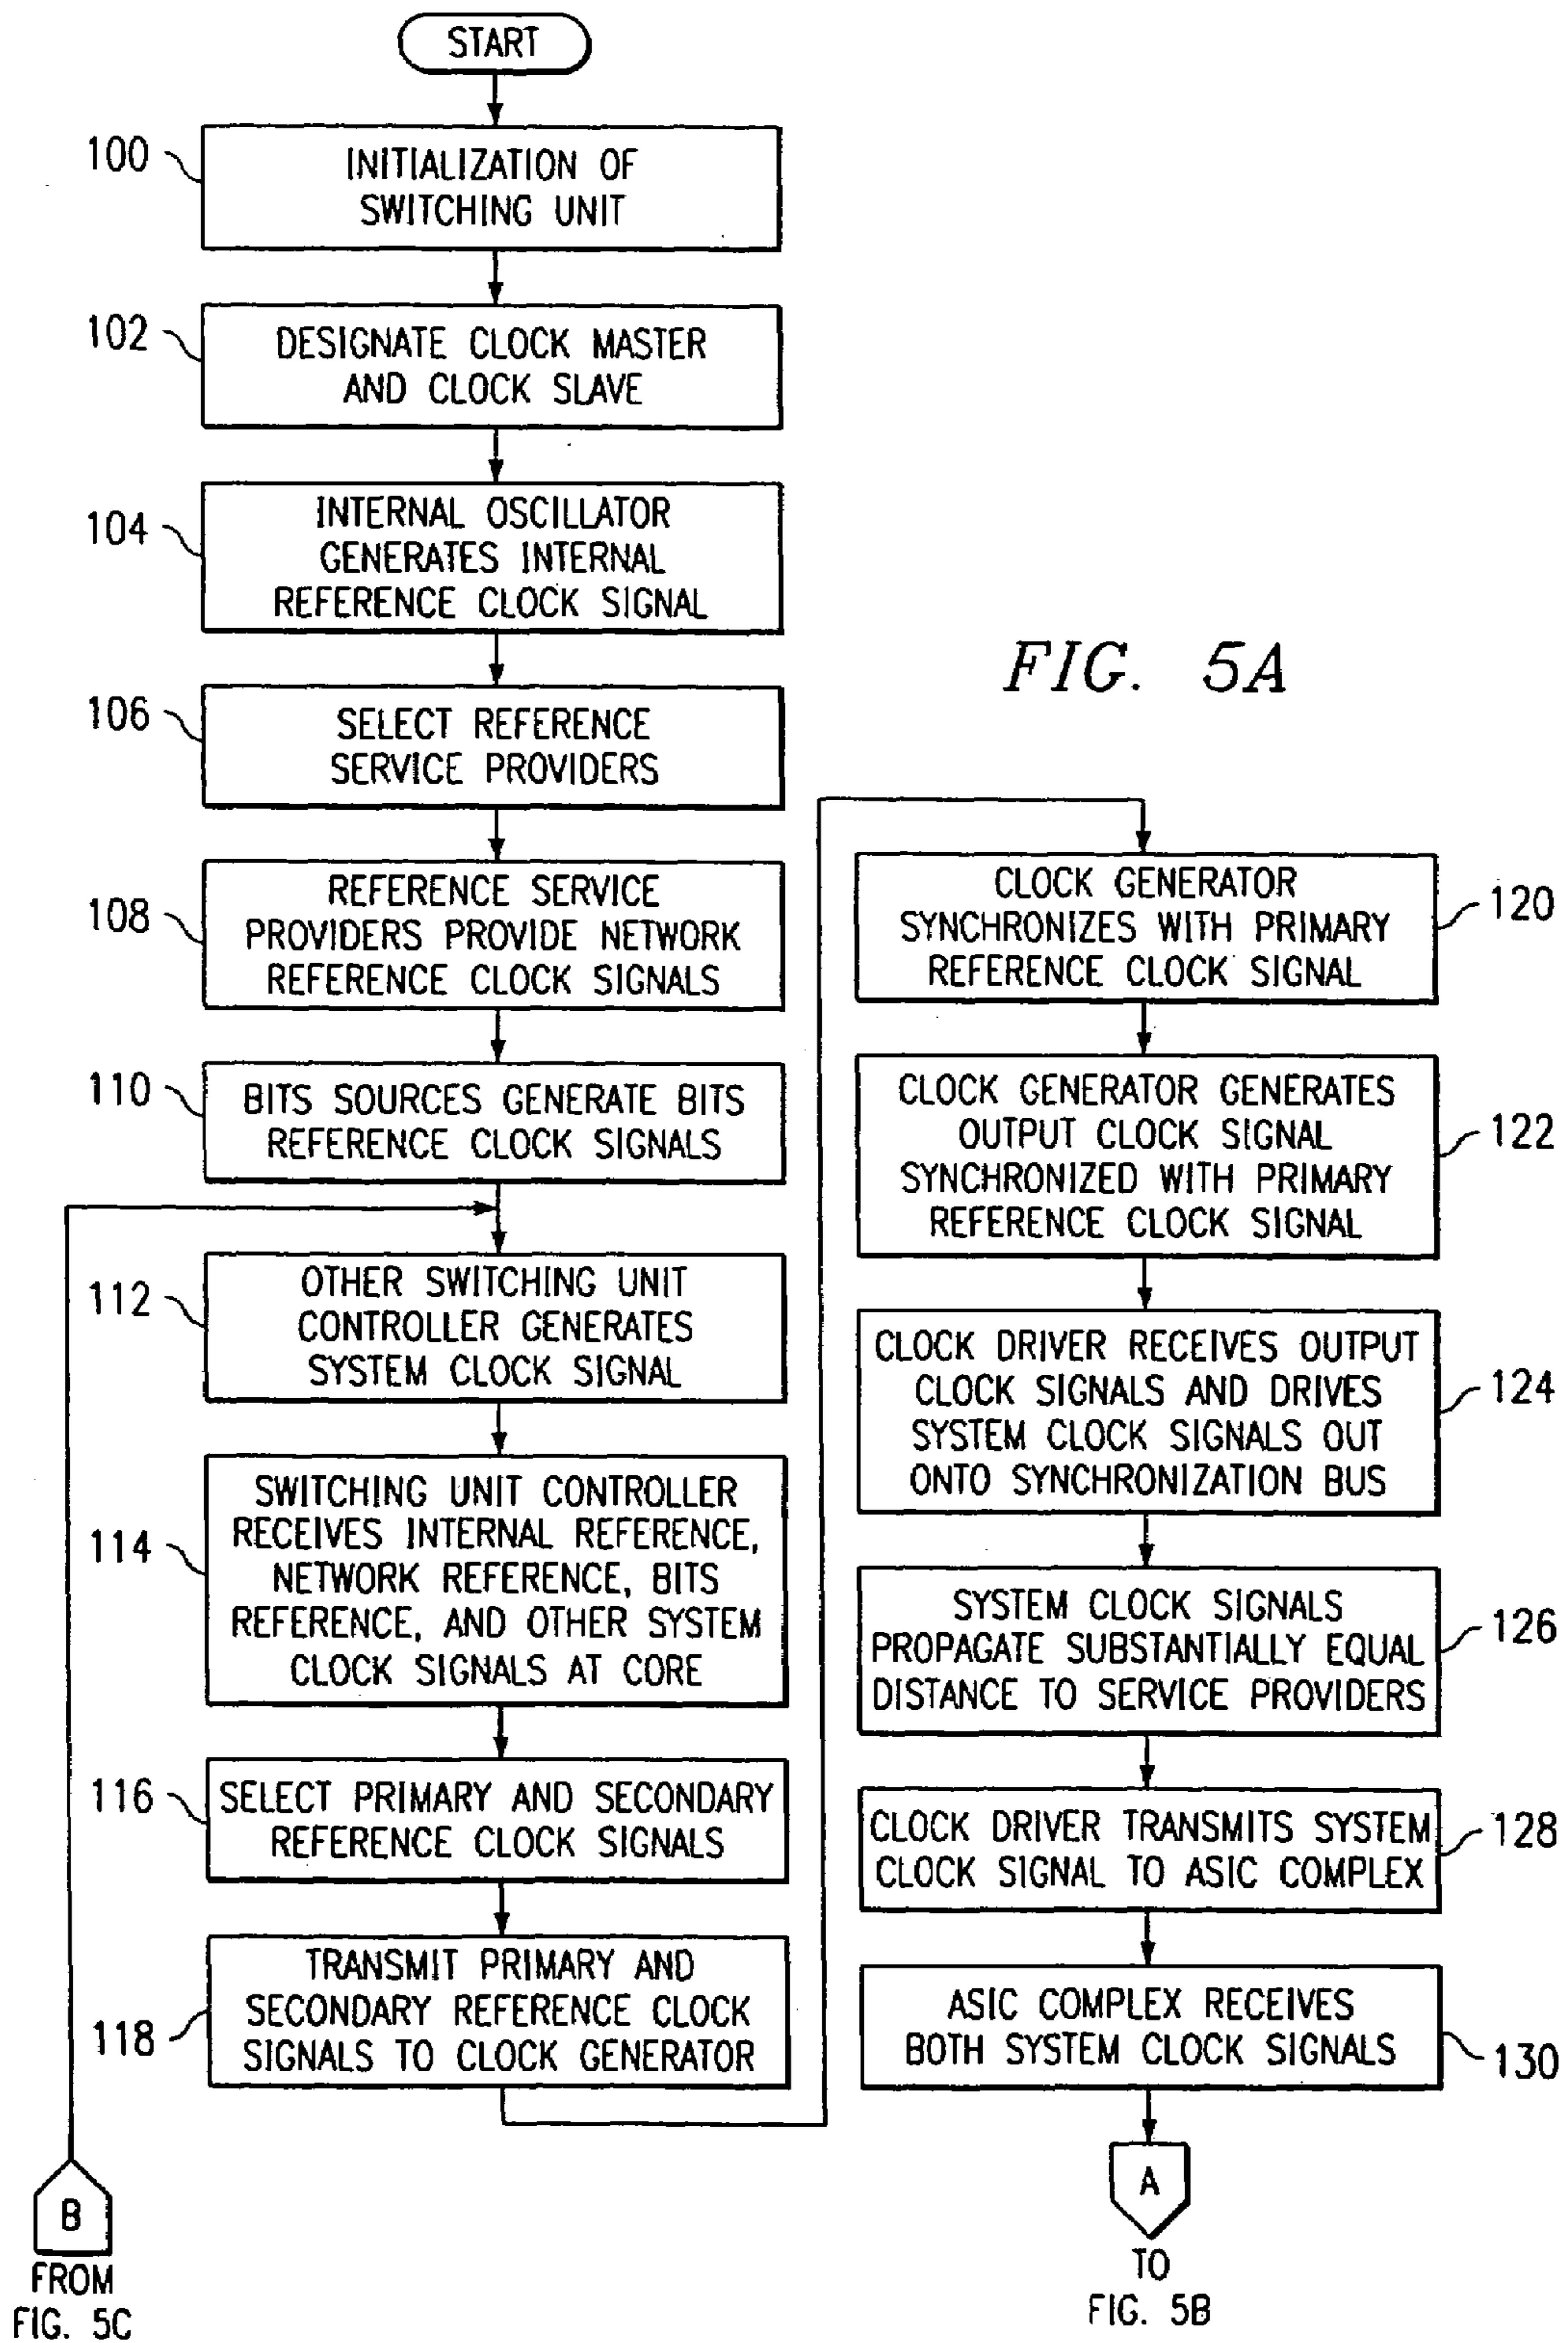 START
100
INITIALIZATION OF
SWITCHING UNIT
102
DESIGNATE CLOCK MASTER
AND CLOCK SLAVE
104
INTERNAL OSCILLATOR
GENERATES INTERNAL
REFERENCE CLOCK SIGNAL
106
SELECT REFERENCE
SERVICE PROVIDERS
108
REFERENCE SERVICE
PROVIDERS PROVIDE NETWORK
REFERENCE CLOCK SIGNALS
110
BITS SOURCES GENERATE BITS
REFERENCE CLOCK SIGNALS
112
OTHER SWITCHING UNIT
CONTROLLER GENERATES
SYSTEM CLOCK SIGNAL
114
SWITCHING UNIT CONTROLLER
RECEIVES INTERNAL REFERENCE,
NETWORK REFERENCE, BITS
REFERENCE, AND OTHER SYSTEM
CLOCK SIGNALS AT CORE
116
SELECT PRIMARY AND SECONDARY
REFERENCE CLOCK SIGNALS
118
TRANSMIT PRIMARY AND
SECONDARY REFERENCE CLOCK
SIGNALS TO CLOCK GENERATOR
B
FROM
FIG. 5C
FIG. 5A
CLOCK GENERATOR
SYNCHRONIZES WITH PRIMARY
REFERENCE CLOCK SIGNAL
120
CLOCK GENERATOR GENERATES
OUTPUT CLOCK SIGNAL
SYNCHRONIZED WITH PRIMARY
REFERENCE CLOCK SIGNAL
122
CLOCK DRIVER RECEIVES OUTPUT
CLOCK SIGNALS AND DRIVES
SYSTEM CLOCK SIGNALS OUT
ONTO SYNCHRONIZATION BUS
124
SYSTEM CLOCK SIGNALS
PROPAGATE SUBSTANTIALLY EQUAL
DISTANCE TO SERVICE PROVIDERS
126
CLOCK DRIVER TRANSMITS SYSTEM
CLOCK SIGNAL TO ASIC COMPLEX
128
ASIC COMPLEX RECEIVES
BOTH SYSTEM CLOCK SIGNALS
130
A
TO
FIG. 5B